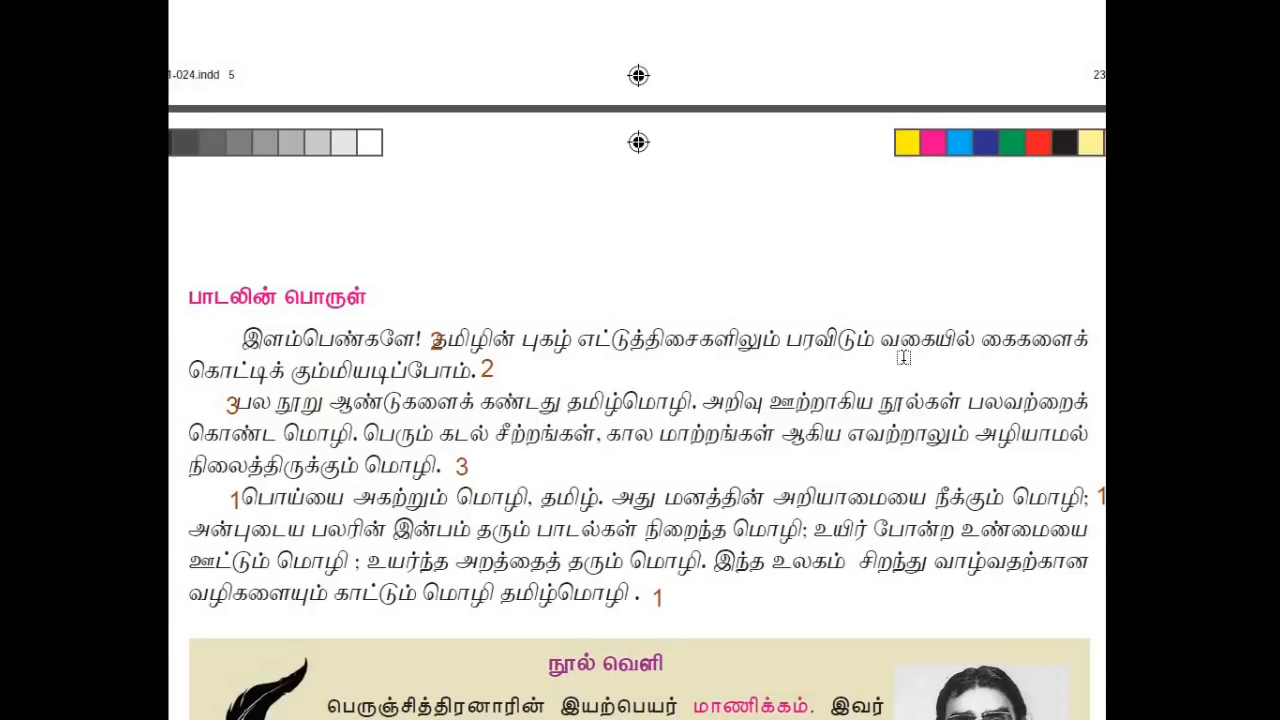 1-024.indd 5
23
பாடலின் பொருள்
இளம்பெண்களே! 2 தமிழின் புகழ் எட்டுத்திசைகளிலும் பரவிடும் வகையில் கைகளைக்
கொட்டிக் கும்மியடிப்போம். 2
3 பல நூறு ஆண்டுகளைக் கண்டது தமிழ்மொழி. அறிவு ஊற்றாகிய நூல்கள் பலவற்றைக்
கொண்ட மொழி. பெரும் கடல் சீற்றங்கள், கால மாற்றங்கள் ஆகிய எவற்றாலும் அழியாமல்
நிலைத்திருக்கும் மொழி. 3
1 பொய்யை அகற்றும் மொழி, தமிழ். அது மனத்தின் அறியாமையை நீக்கும் மொழி; 1
அன்புடைய பலரின் இன்பம் தரும் பாடல்கள் நிறைந்த மொழி; உயிர் போன்ற உண்மையை
ஊட்டும் மொழி ; உயர்ந்த அறத்தைத் தரும் மொழி. இந்த உலகம் சிறந்து வாழ்வதற்கான
வழிகளையும் காட்டும் மொழி தமிழ்மொழி . 1
நூல் வெளி
பெருஞ்சித்திரனாரின் இயற்பெயர் மாணிக்கம். இவர்